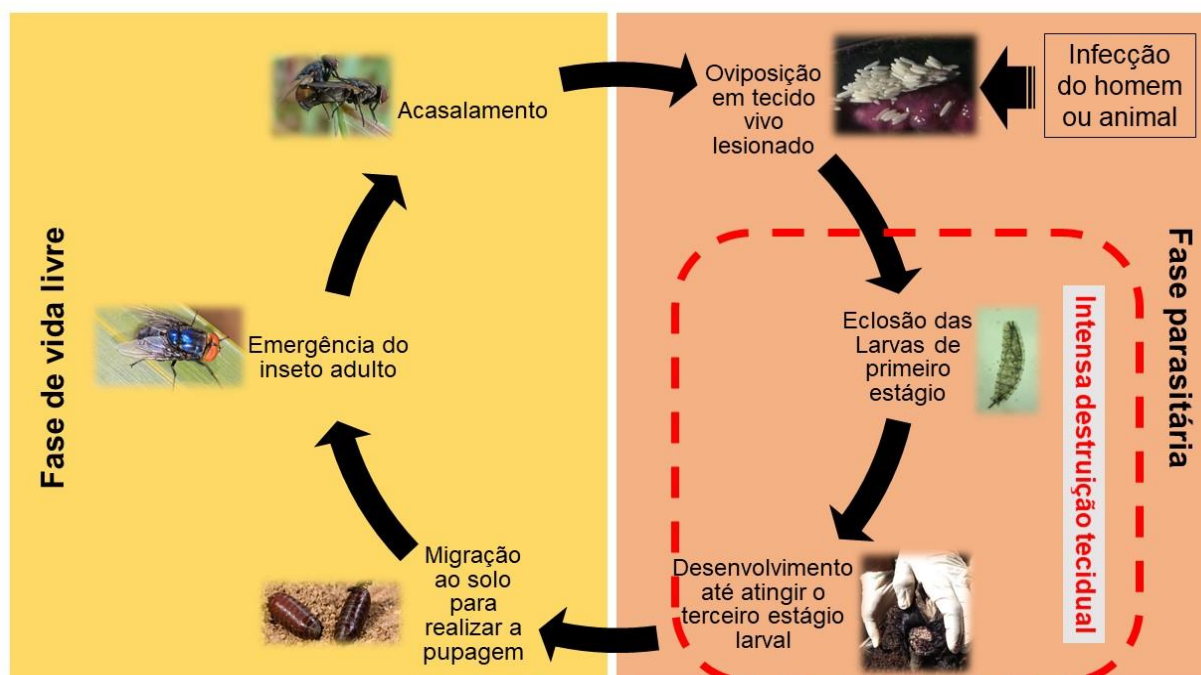 Acasalamento
Oviposição
em tecido
vivo
lesionado
Infecção
do homem
ou animal
Fase de vida livre
Fase parasitária
Emergência do
inseto adulto
Eclosão das
Larvas de
primeiro
estágio
Intensa destruição tecidual
Migração
ao solo
para
realizar a
pupagem
Desenvolvimento
até atingir o
terceiro estágio
larval